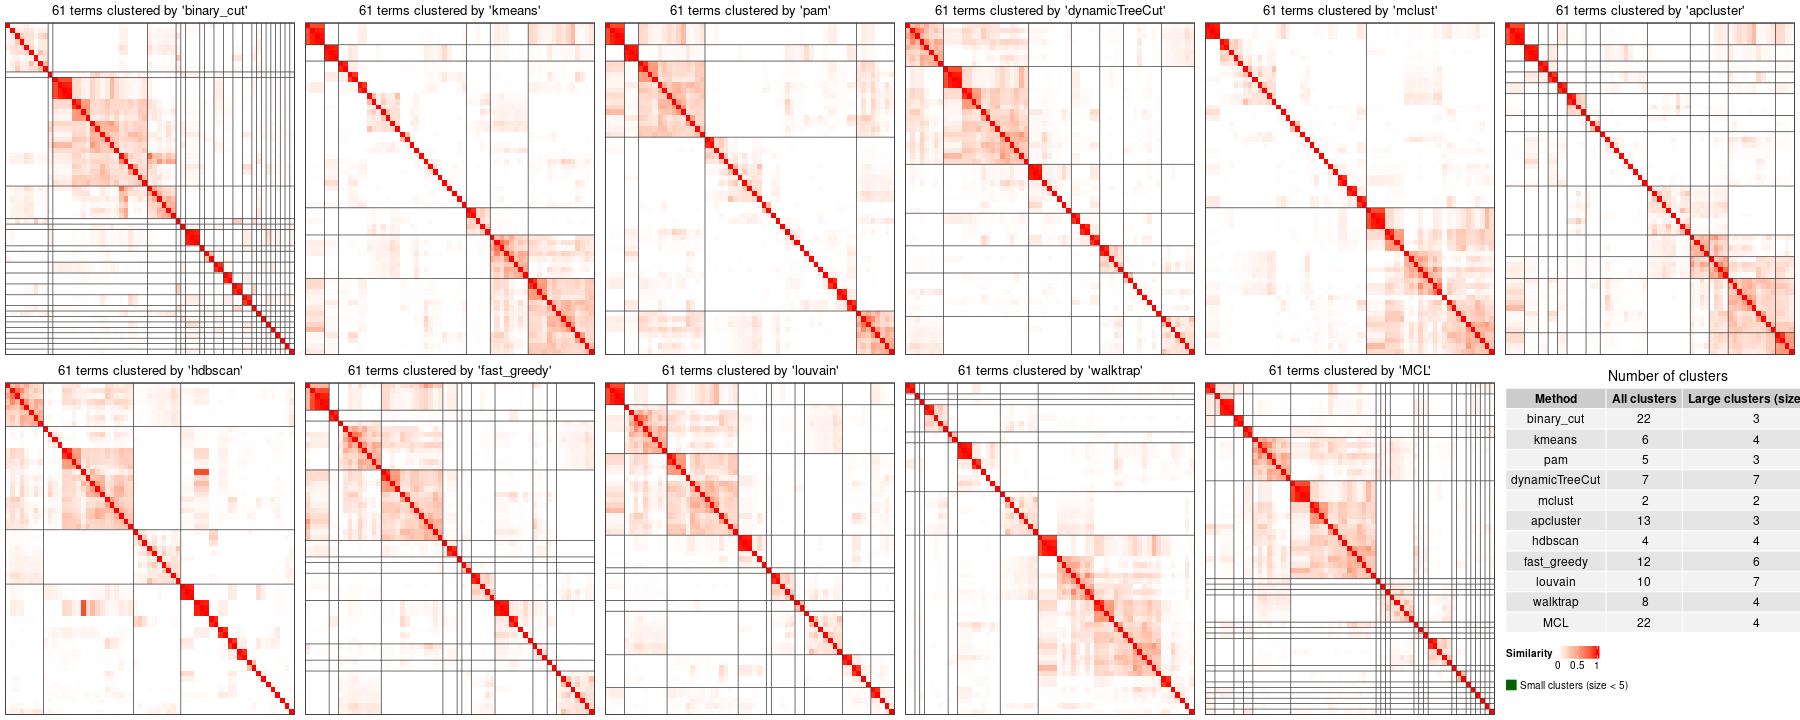 61 terms clustered by 'binary_cut'
61 terms clustered by 'kmeans'
61 terms clustered by 'pam'
61 terms clustered by 'dynamicTreeCut'
61 terms clustered by 'mclust'
61 terms clustered by 'apcluster'
61 terms clustered by 'hdbscan'
61 terms clustered by 'fast_greedy'
61 terms clustered by 'louvain'
61 terms clustered by 'walktrap'
61 terms clustered by 'MCL'
Number of clusters
Method All clusters Large clusters (size
binary_cut 22 3
kmeans 6 4
pam 5 3
dynamicTreeCut 7 7
mclust 2 2
apcluster 13 3
hdbscan 4 4
fast_greedy 12 6
louvain 10 7
walktrap 8 4
MCL 22 4
Similarity
0 0.5 1
Small clusters (size < 5)